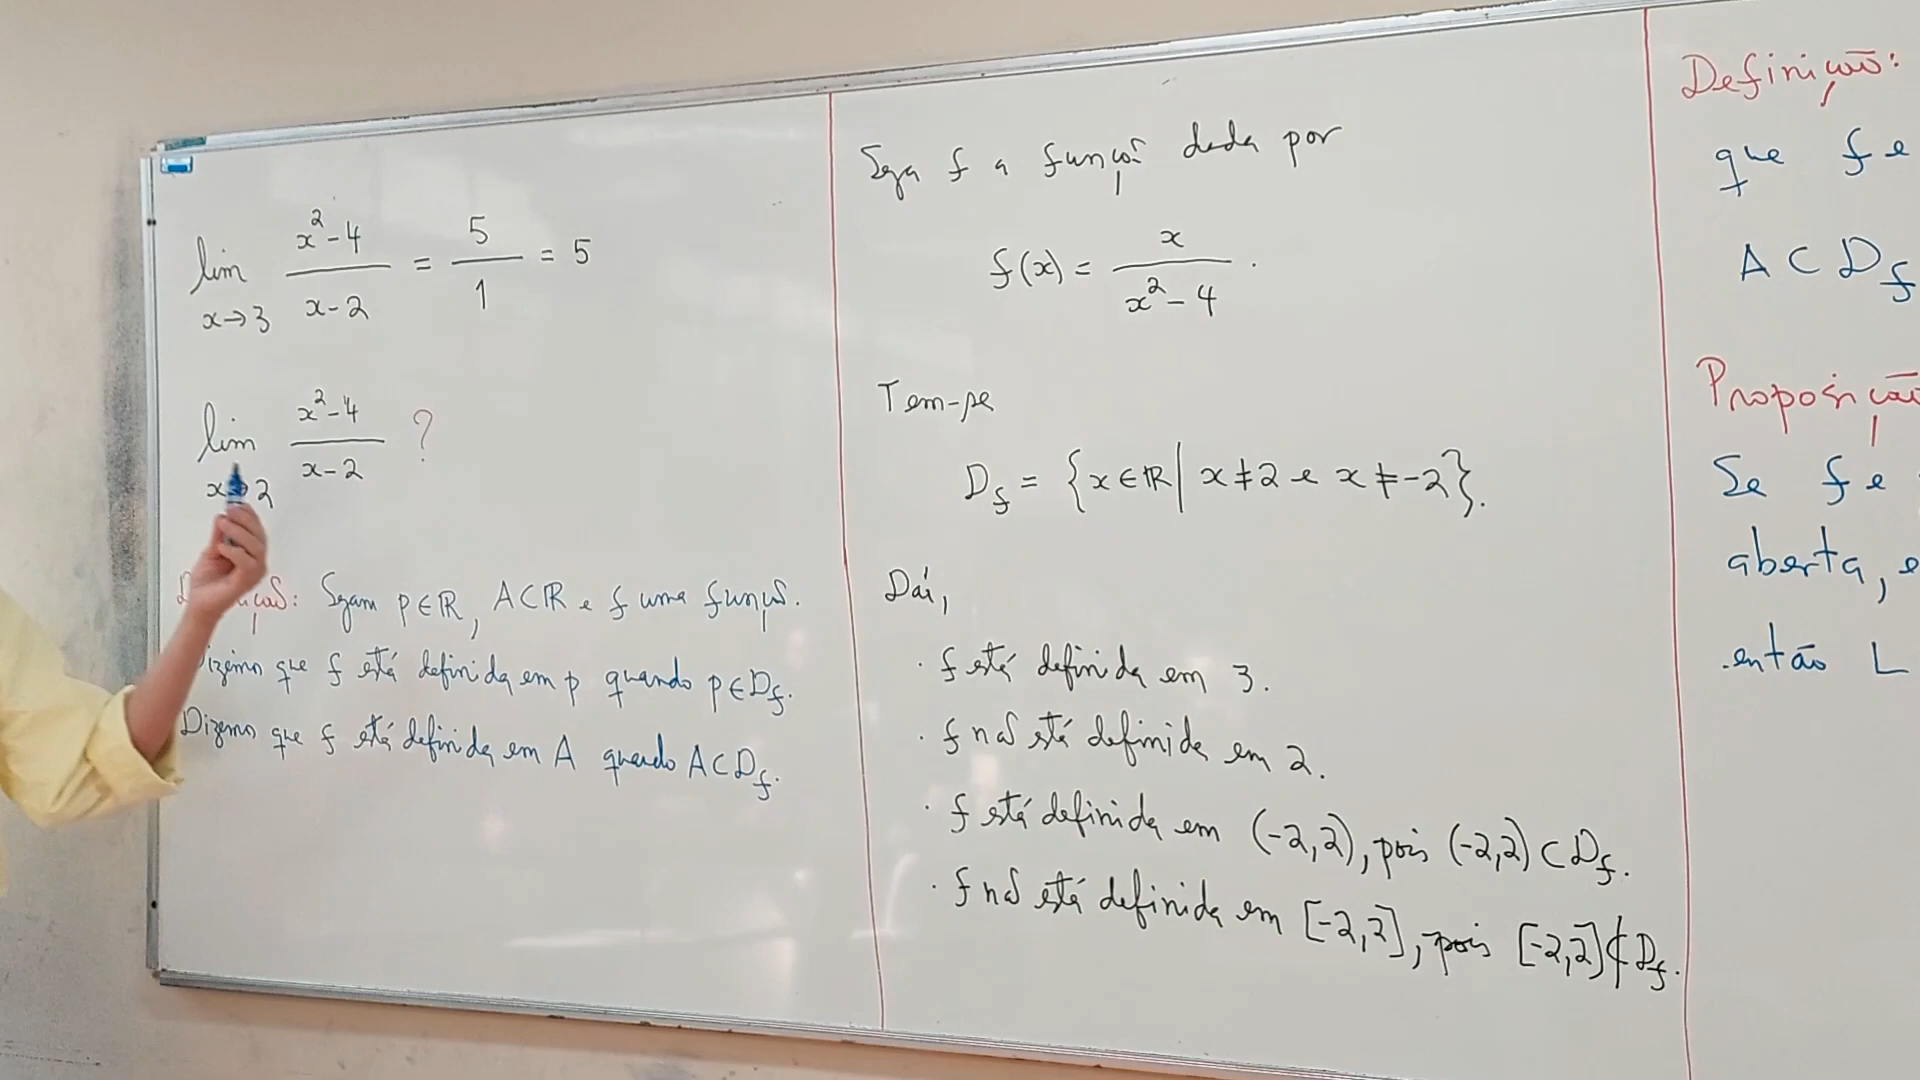 lim x→3 (x²-4)/(x-2) = 5/1 = 5
lim x→2 (x²-4)/(x-2) ?
Sejam p∈ℝ, A⊂ℝ e f uma função.
Dizemos que f está definida em p quando p∈D_f.
Dizemos que f está definida em A quando A⊂D_f.
Seja f a função dada por
f(x) = x/(x²-4).
Tem-se
D_f = {x∈ℝ | x≠2 e x≠-2}.
Daí,
· f está definida em 3.
· f não está definida em 2.
· f está definida em (-2,2), pois (-2,2)⊂D_f.
· f não está definida em [-2,2], pois [-2,2]⊄D_f.
Definição:
que f e
A⊂D_f
Proposição
Se f e
aberta, e
então L